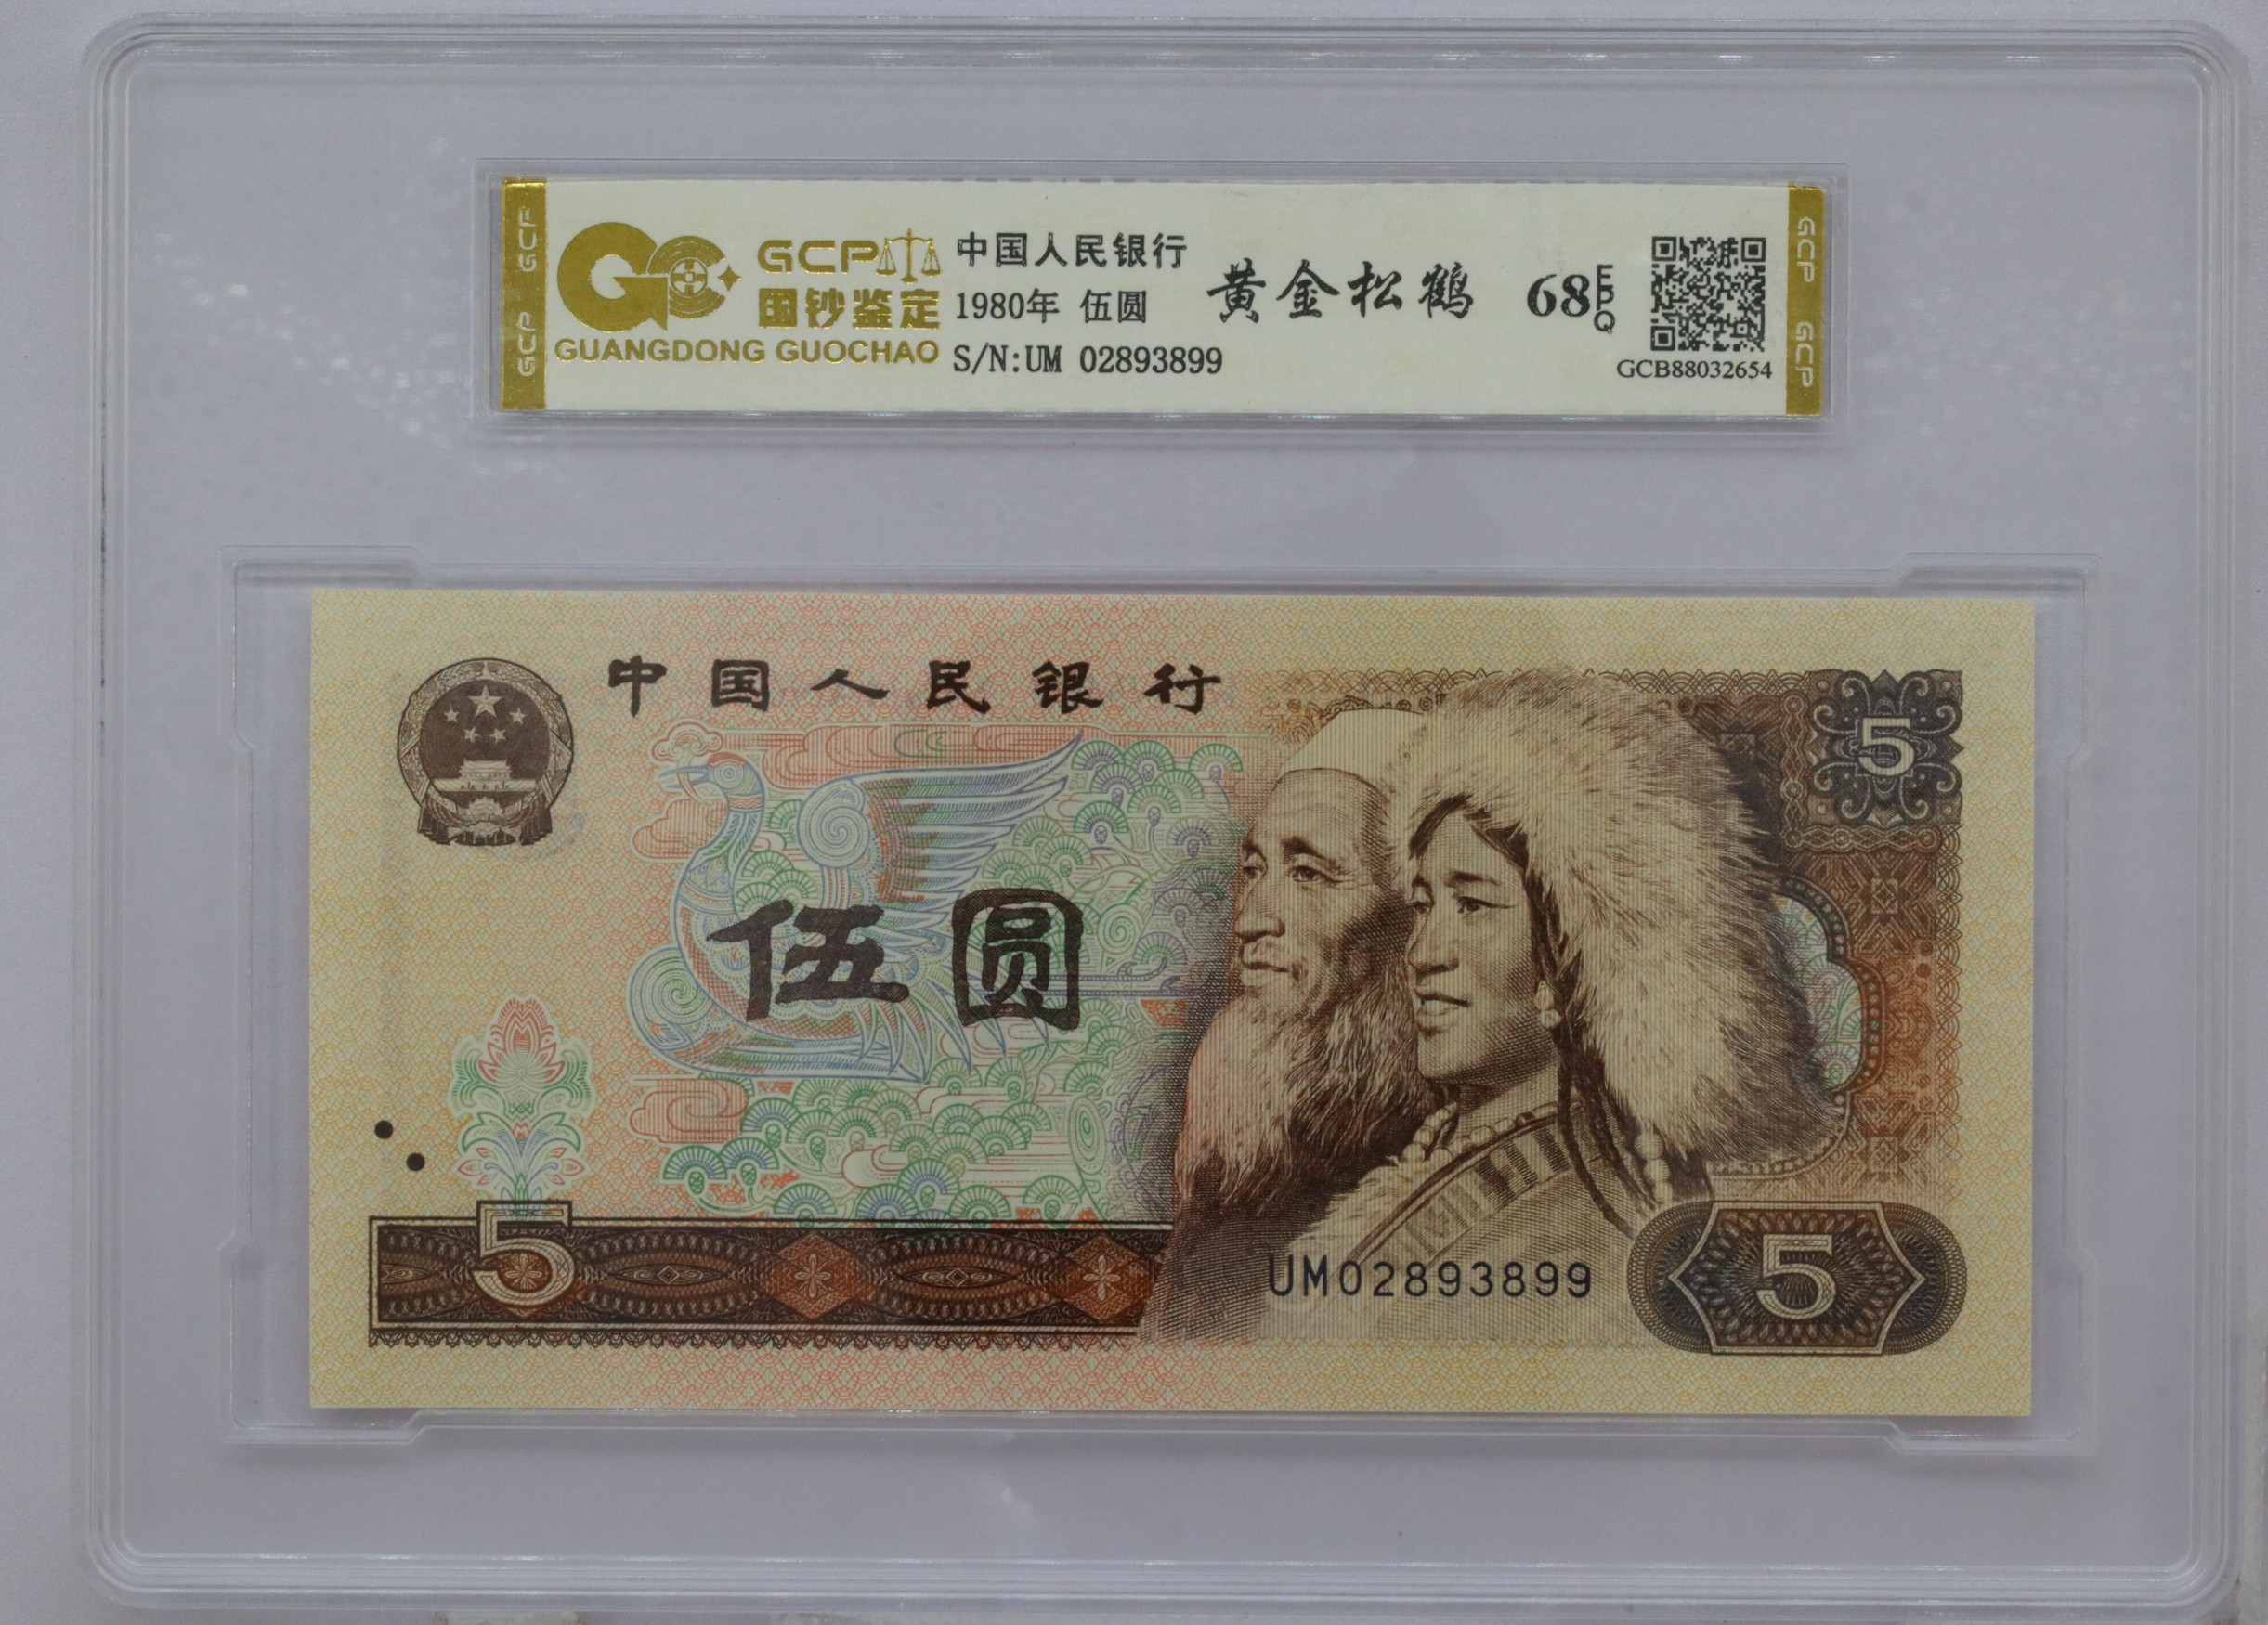 GCP GCP
GCP
国钞鉴定
GUANGDONG GUOCHAO
中国人民银行
1980年 伍圆
S/N:UM 02893899
黄金松鹤
68 EPQ
GCB88032654
GCP GCP
中国人民银行
5
伍圆
5
UM02893899
5